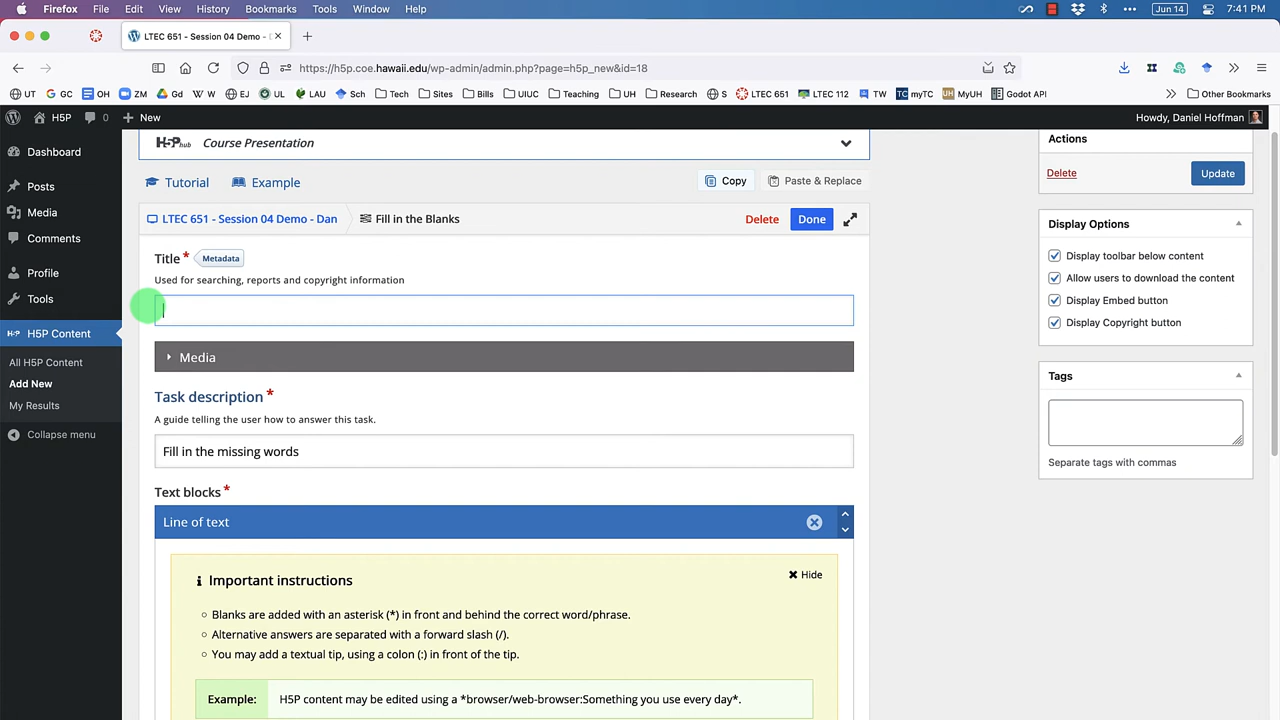 Firefox File Edit View History Bookmarks Tools Window Help Jun 14 7:41 PM
LTEC 651 - Session 04 Demo -
https://h5p.coe.hawaii.edu/wp-admin/admin.php?page=h5p_new&id=18
UT GC OH ZM Gd W EJ UL LAU Sch Tech Sites Bills UIUC Teaching UH Research S LTEC 651 LTEC 112 TW myTC MyUH Godot API Other Bookmarks
H5P 0 New Howdy, Daniel Hoffman
Dashboard
Posts
Media
Comments
Profile
Tools
H5P Content
All H5P Content
Add New
My Results
Collapse menu
H5P hub Course Presentation
Tutorial Example Copy Paste & Replace
LTEC 651 - Session 04 Demo - Dan Fill in the Blanks Delete Done
Title * Metadata
Used for searching, reports and copyright information
Media
Task description *
A guide telling the user how to answer this task.
Fill in the missing words
Text blocks *
Line of text
Important instructions Hide
Blanks are added with an asterisk (*) in front and behind the correct word/phrase.
Alternative answers are separated with a forward slash (/).
You may add a textual tip, using a colon (:) in front of the tip.
Example: H5P content may be edited using a *browser/web-browser:Something you use every day*.
Actions
Delete Update
Display Options
Display toolbar below content
Allow users to download the content
Display Embed button
Display Copyright button
Tags
Separate tags with commas